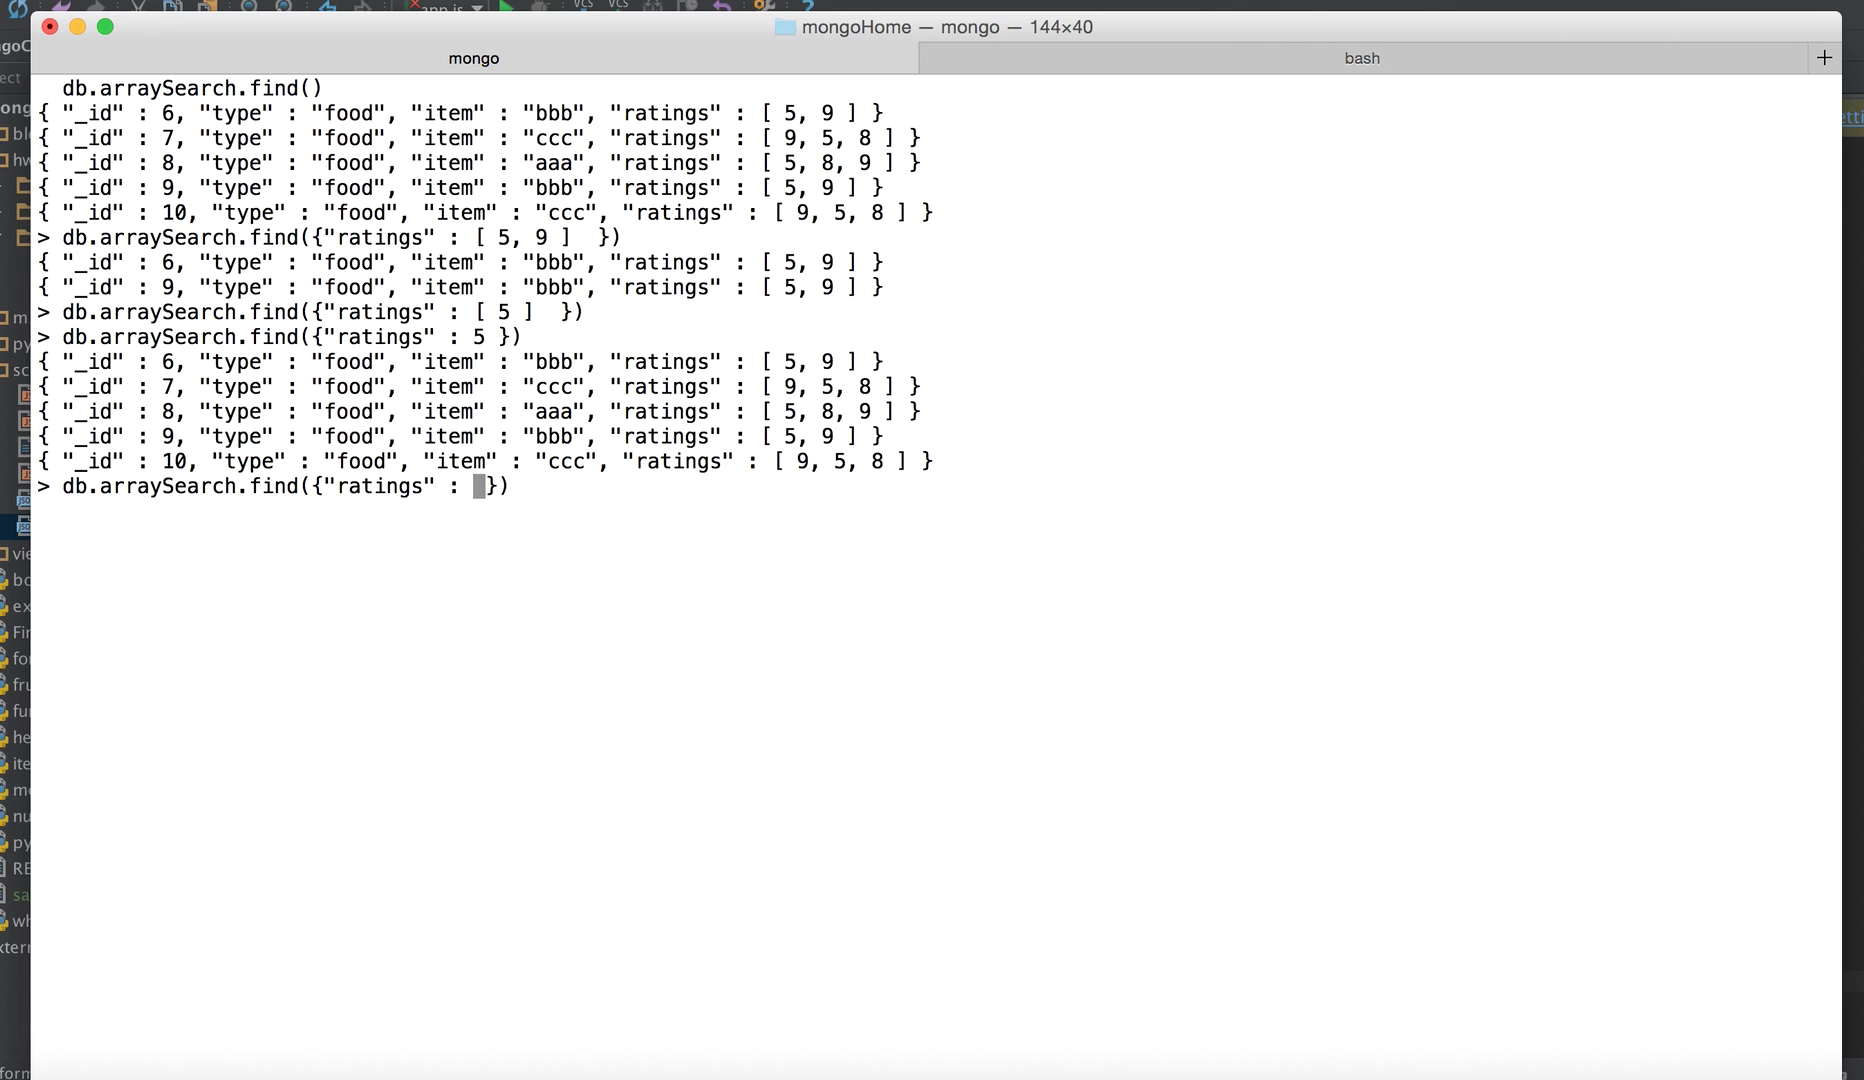 app.js
VCS VCS
mongoHome — mongo — 144×40
mongo
bash
+
db.arraySearch.find()
{ "_id" : 6, "type" : "food", "item" : "bbb", "ratings" : [ 5, 9 ] }
{ "_id" : 7, "type" : "food", "item" : "ccc", "ratings" : [ 9, 5, 8 ] }
{ "_id" : 8, "type" : "food", "item" : "aaa", "ratings" : [ 5, 8, 9 ] }
{ "_id" : 9, "type" : "food", "item" : "bbb", "ratings" : [ 5, 9 ] }
{ "_id" : 10, "type" : "food", "item" : "ccc", "ratings" : [ 9, 5, 8 ] }
> db.arraySearch.find({"ratings" : [ 5, 9 ]  })
{ "_id" : 6, "type" : "food", "item" : "bbb", "ratings" : [ 5, 9 ] }
{ "_id" : 9, "type" : "food", "item" : "bbb", "ratings" : [ 5, 9 ] }
> db.arraySearch.find({"ratings" : [ 5 ]  })
> db.arraySearch.find({"ratings" : 5 })
{ "_id" : 6, "type" : "food", "item" : "bbb", "ratings" : [ 5, 9 ] }
{ "_id" : 7, "type" : "food", "item" : "ccc", "ratings" : [ 9, 5, 8 ] }
{ "_id" : 8, "type" : "food", "item" : "aaa", "ratings" : [ 5, 8, 9 ] }
{ "_id" : 9, "type" : "food", "item" : "bbb", "ratings" : [ 5, 9 ] }
{ "_id" : 10, "type" : "food", "item" : "ccc", "ratings" : [ 9, 5, 8 ] }
> db.arraySearch.find({"ratings" : })